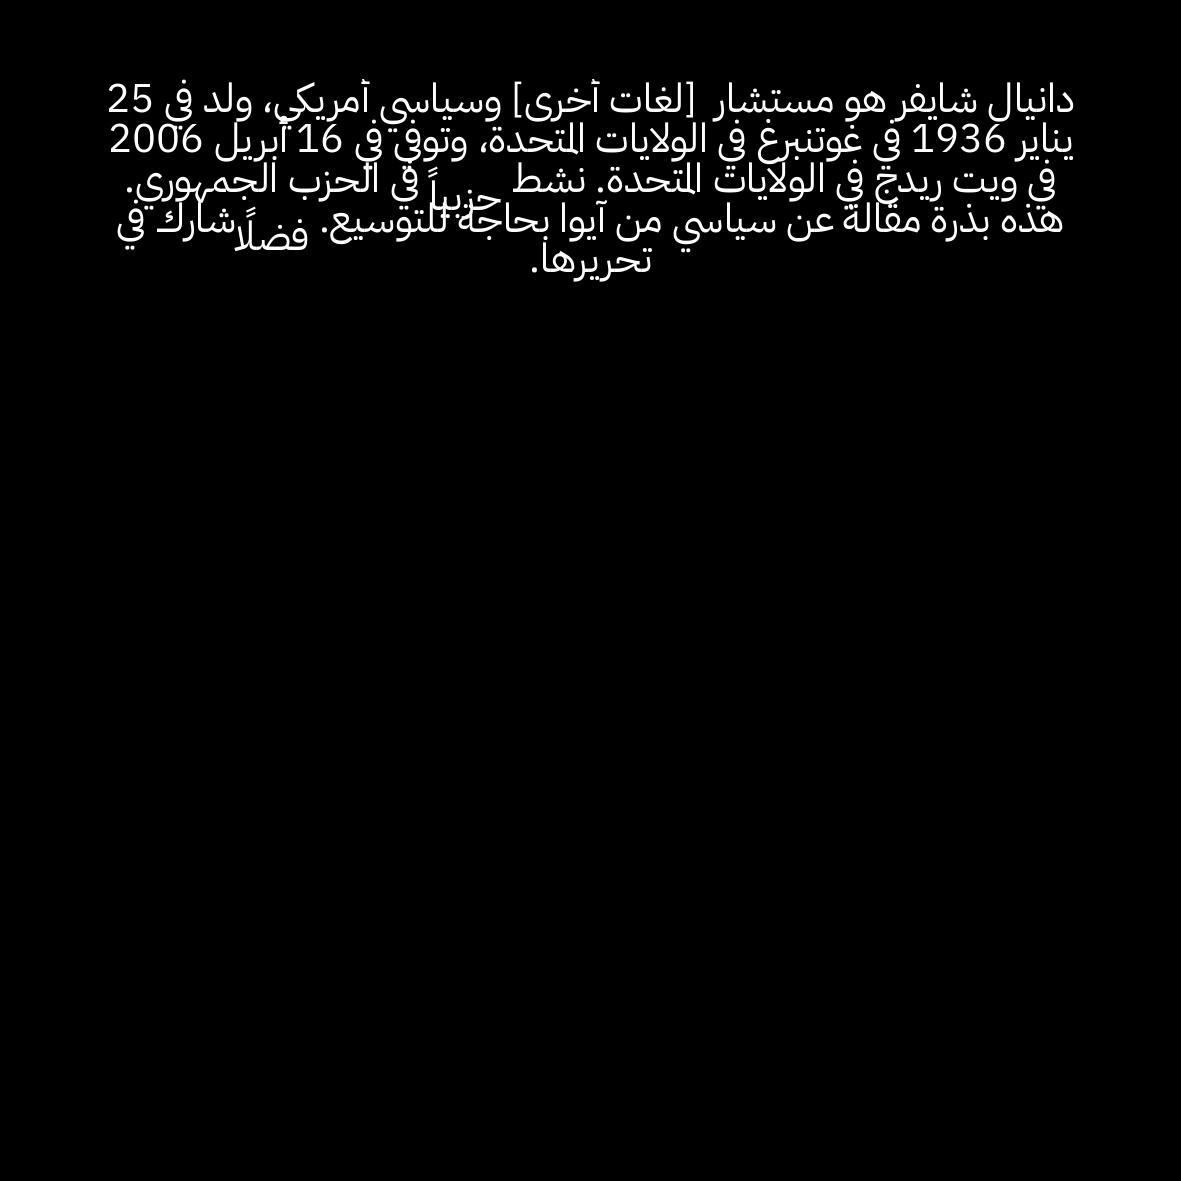 دانيال شايفر هو مستشار [لغات أخرى] وسياسي أمريكي، ولد في 25
يناير 1936 في غوتنبرغ في الولايات المتحدة، وتوفي في 16 أبريل 2006
في ويت ريدج في الولايات المتحدة. نشط حزبياً في الحزب الجمهوري.
هذه بذرة مقالة عن سياسي من آيوا بحاجة للتوسيع. فضلًا شارك في
تحريرها.